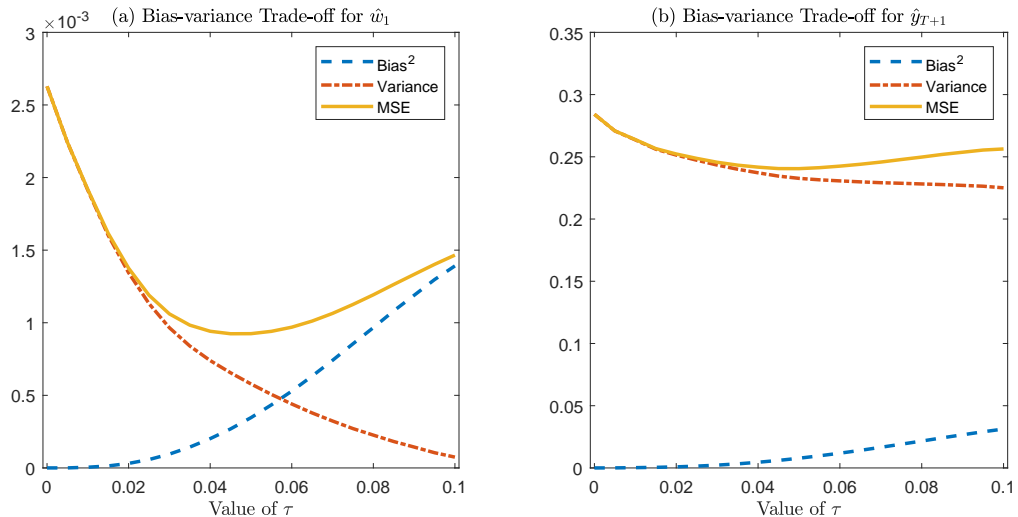 (a) Bias-variance Trade-off for ŵ₁
×10⁻³
3
2.5
2
1.5
1
0.5
0
0 0.02 0.04 0.06 0.08 0.1
Value of τ
Bias²
Variance
MSE
(b) Bias-variance Trade-off for ŷ_{T+1}
0.35
0.3
0.25
0.2
0.15
0.1
0.05
0
0 0.02 0.04 0.06 0.08 0.1
Value of τ
Bias²
Variance
MSE